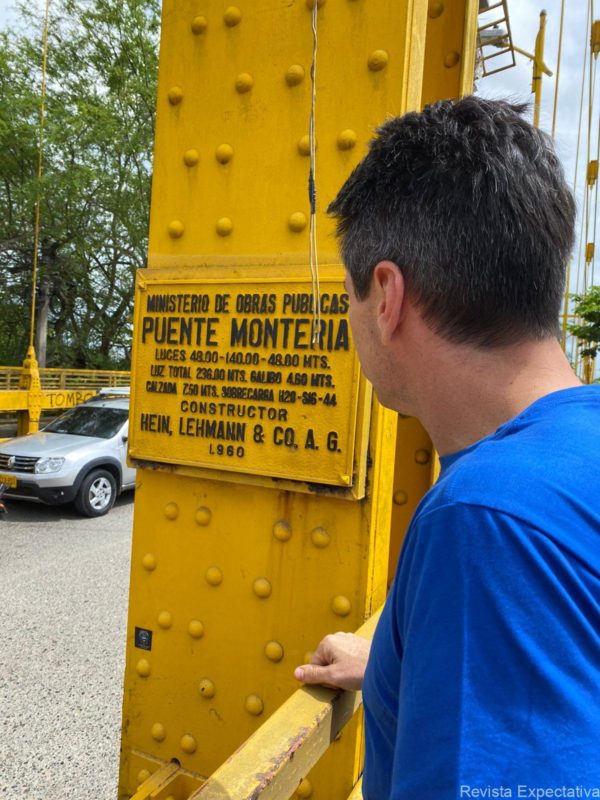 MINISTERIO DE OBRAS PUBLICAS
PUENTE MONTERIA
LUCES 48.00-140.00-48.00 MTS.
LUZ TOTAL 236.00 MTS. GALIBO 4.60 MTS.
CALZADA 7.50 MTS. SOBRECARGA H20-S16-44
CONSTRUCTOR
HEIN, LEHMANN & CO, A. G.
1.960
TOMBO
Revista Expectativa